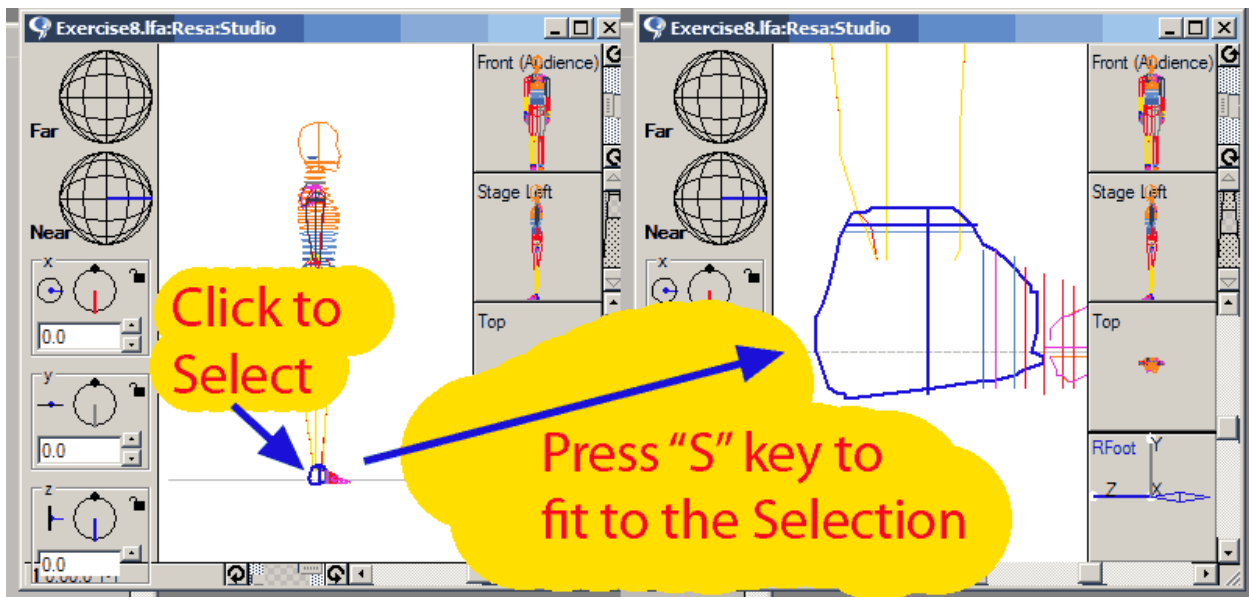 Exercise8.lfa:Resa:Studio
Far
Near
x
0.0
y
0.0
z
0.0
Front (Audience)
Stage Left
Top
Click to
Select
Exercise8.lfa:Resa:Studio
Far
Near
x
0.0
Front (Audience)
Stage Left
Top
RFoot
Y
Z
X
Press “S” key to
fit to the Selection